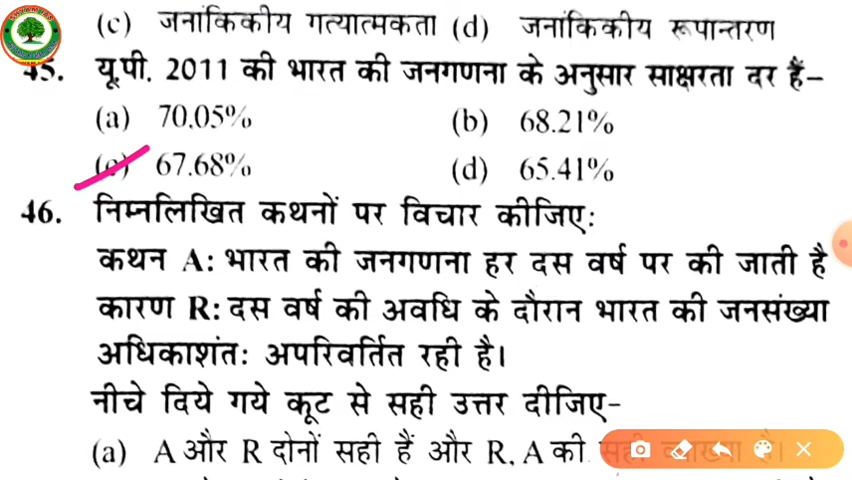 (c) जनांकिकीय गत्यात्मकता (d) जनांकिकीय रूपान्तरण
45. यू.पी. 2011 की भारत की जनगणना के अनुसार साक्षरता दर है–
(a) 70.05% (b) 68.21%
(c) 67.68% (d) 65.41%
46. निम्नलिखित कथनों पर विचार कीजिए:
कथन A: भारत की जनगणना हर दस वर्ष पर की जाती है
कारण R: दस वर्ष की अवधि के दौरान भारत की जनसंख्या
अधिकाशंत: अपरिवर्तित रही है।
नीचे दिये गये कूट से सही उत्तर दीजिए–
(a) A और R दोनों सही हैं और R, A की सही व्याख्या है।